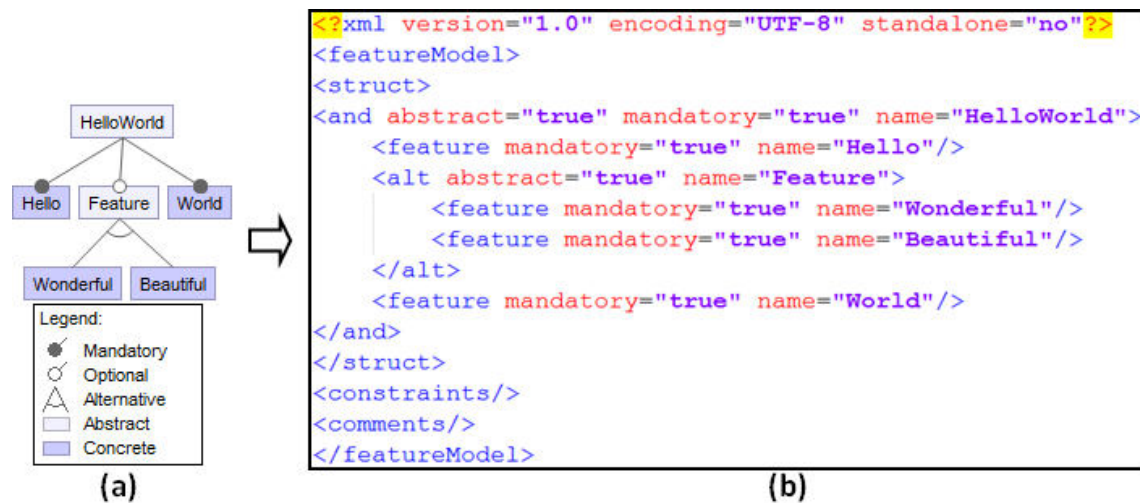 HelloWorld
Hello Feature World
Wonderful Beautiful
Legend:
Mandatory
Optional
Alternative
Abstract
Concrete
(a)
<?xml version="1.0" encoding="UTF-8" standalone="no"?>
<featureModel>
<struct>
<and abstract="true" mandatory="true" name="HelloWorld">
<feature mandatory="true" name="Hello"/>
<alt abstract="true" name="Feature">
<feature mandatory="true" name="Wonderful"/>
<feature mandatory="true" name="Beautiful"/>
</alt>
<feature mandatory="true" name="World"/>
</and>
</struct>
<constraints/>
<comments/>
</featureModel>
(b)